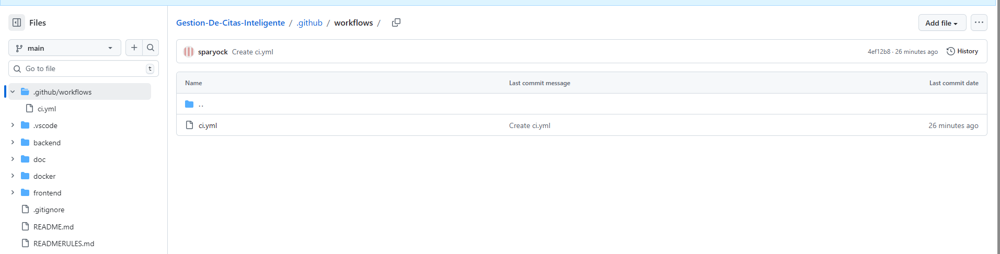 Files
main
Go to file
t
.github/workflows
ci.yml
.vscode
backend
doc
docker
frontend
.gitignore
README.md
READMERULES.md
Gestion-De-Citas-Inteligente / .github / workflows /
Add file
sparyock Create ci.yml
4ef12b8 · 26 minutes ago
History
Name Last commit message Last commit date
..
ci.yml Create ci.yml 26 minutes ago